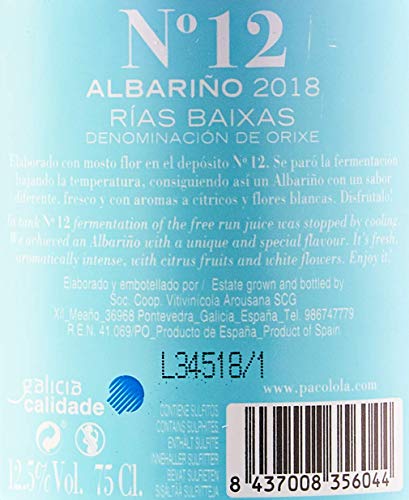 Nº12
ALBARIÑO 2018
RÍAS BAIXAS
DENOMINACIÓN DE ORIXE
Elaborado con mosto flor en el depósito Nº 12. Se paró la fermentación
bajando la temperatura, consiguiendo así un Albariño con un sabor
diferente, fresco y con aromas a cítricos y flores blancas. Disfrútalo!
In tank Nº 12 fermentation of the free run juice was stopped by cooling.
We achieved an Albariño with a unique and special flavour. It's fresh,
aromatically intense, with citrus fruits and white flowers. Enjoy it!
Elaborado y embotellado por / Estate grown and bottled by
Soc. Coop. Vitivinícola Arousana SCG
Xil_Meaño_36968 Pontevedra_Galicia_España_Tel. 986747779
R.E.N. 41.069/PO_Producto de España_Product of Spain
L34518/1
galicia
calidade
www.pacolola.com
CONTIENE SULFITOS
CONTAINS SULPHITES
ENTHÄLT SULFITE
INNEHÅLLER SULFITER
BEVAT SULFIETEN
SISÄLTÄÄ SULFIITTEJA
12,5%Vol. 75 Cl.
8 437008 356044